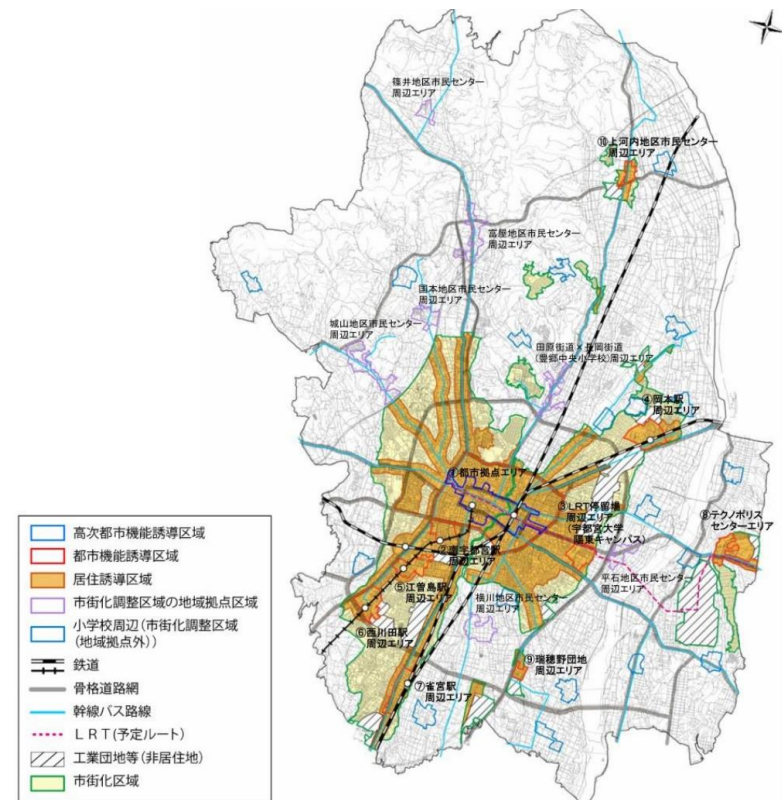 篠井地区市民センター
周辺エリア
⑩上河内地区市民センター
周辺エリア
富屋地区市民センター
周辺エリア
国本地区市民センター
周辺エリア
城山地区市民センター
周辺エリア
田原街道×長岡街道
(豊郷中央小学校)周辺エリア
④岡本駅
周辺エリア
①都市拠点エリア
③LRT停留場
周辺エリア
(宇都宮大学
陽東キャンパス)
⑧テクノポリス
センターエリア
②南宇都宮駅
周辺エリア
⑤江曽島駅
周辺エリア
平石地区市民センター
周辺エリア
横川地区市民センター
周辺エリア
⑥西川田駅
周辺エリア
⑨瑞穂野団地
周辺エリア
⑦雀宮駅
周辺エリア
高次都市機能誘導区域
都市機能誘導区域
居住誘導区域
市街化調整区域の地域拠点区域
小学校周辺(市街化調整区域
(地域拠点外))
鉄道
骨格道路網
幹線バス路線
LRT(予定ルート)
工業団地等(非居住地)
市街化区域